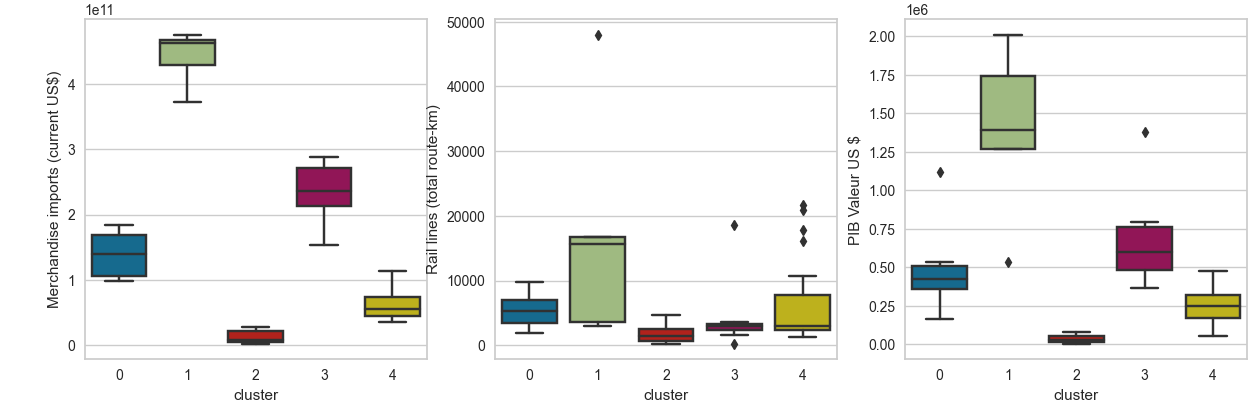 1e11
Merchandise imports (current US$)
4
3
2
1
0
0 1 2 3 4
cluster
Rail lines (total route-km)
50000
40000
30000
20000
10000
0
0 1 2 3 4
cluster
1e6
PIB Valeur US $
2.00
1.75
1.50
1.25
1.00
0.75
0.50
0.25
0.00
0 1 2 3 4
cluster